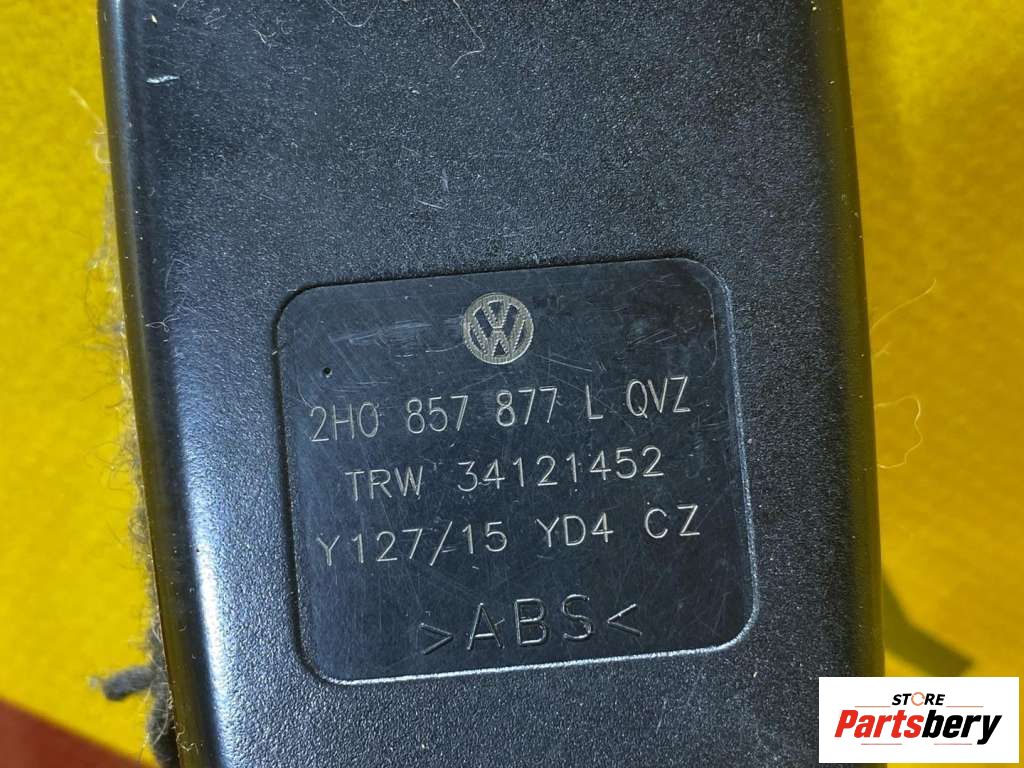 2H0 857 877 L QVZ
TRW 34121452
Y127/15 YD4 CZ
>ABS<
STORE
Partsbery